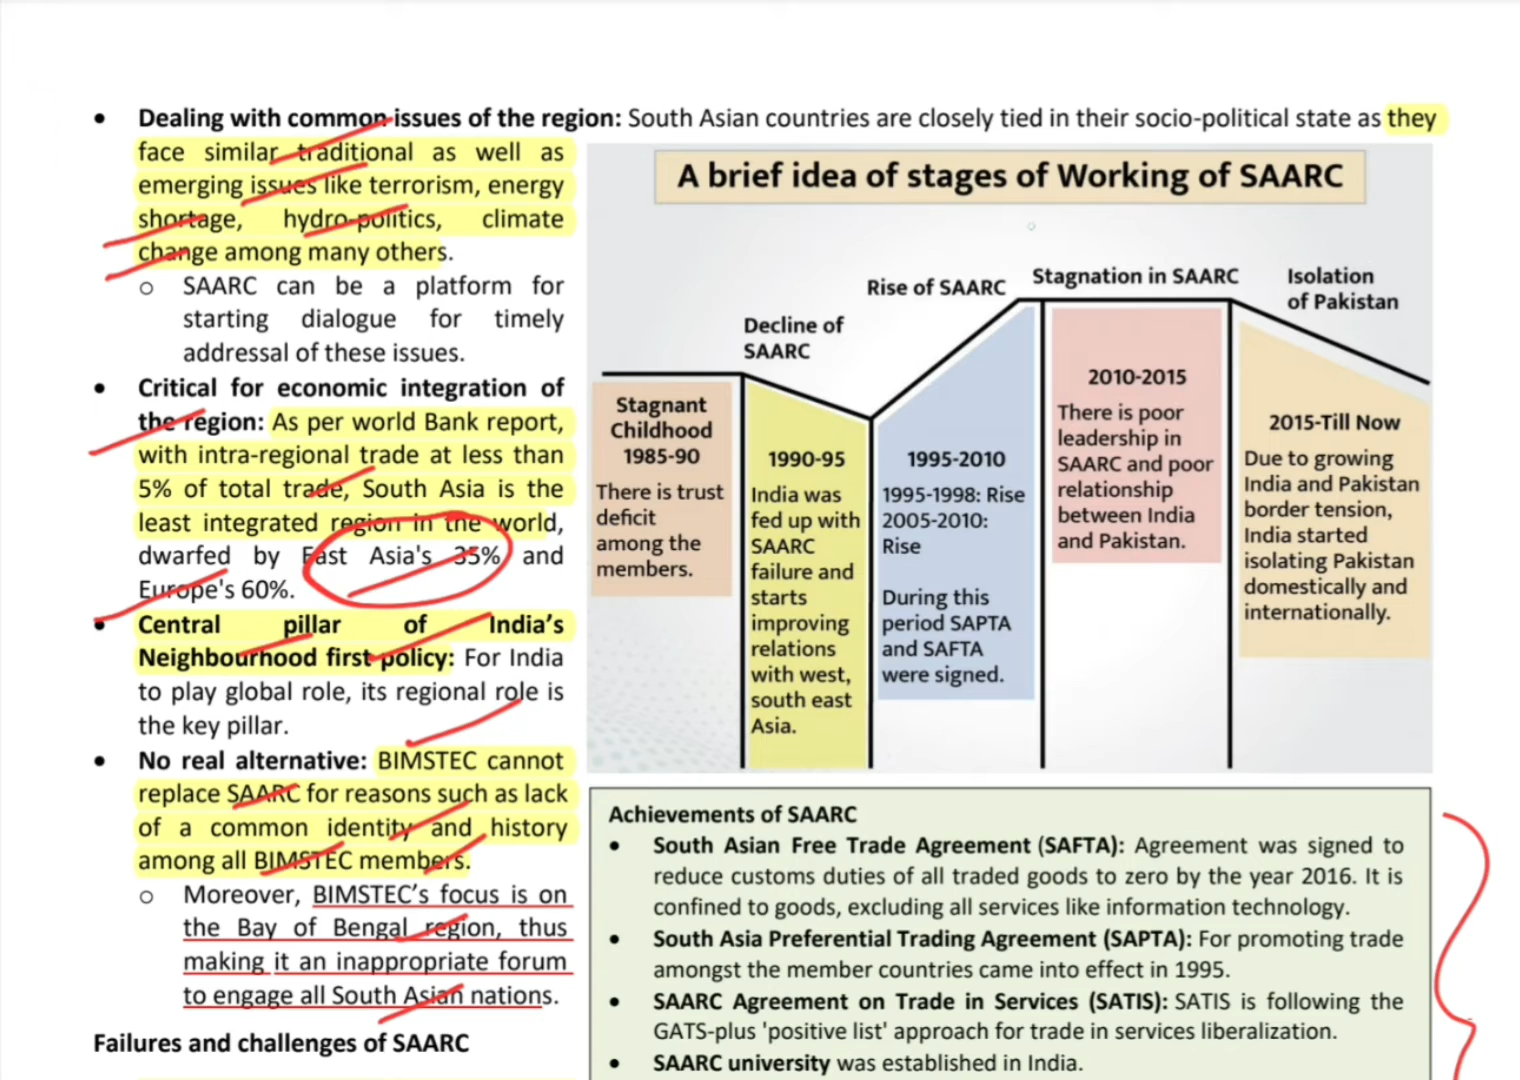 • Dealing with common issues of the region: South Asian countries are closely tied in their socio-political state as they
face similar traditional as well as
emerging issues like terrorism, energy
shortage, hydro-politics, climate
change among many others.
o SAARC can be a platform for
starting dialogue for timely
addressal of these issues.
• Critical for economic integration of
the region: As per world Bank report,
with intra-regional trade at less than
5% of total trade, South Asia is the
least integrated region in the world,
dwarfed by East Asia's 35% and
Europe's 60%.
• Central pillar of India's
Neighbourhood first policy: For India
to play global role, its regional role is
the key pillar.
• No real alternative: BIMSTEC cannot
replace SAARC for reasons such as lack
of a common identity and history
among all BIMSTEC members.
o Moreover, BIMSTEC's focus is on
the Bay of Bengal region, thus
making it an inappropriate forum
to engage all South Asian nations.
Failures and challenges of SAARC
A brief idea of stages of Working of SAARC
Stagnant
Childhood
1985-90
There is trust
deficit
among the
members.
Decline of
SAARC
1990-95
India was
fed up with
SAARC
failure and
starts
improving
relations
with west,
south east
Asia.
Rise of SAARC
1995-2010
1995-1998: Rise
2005-2010:
Rise
During this
period SAPTA
and SAFTA
were signed.
Stagnation in SAARC
2010-2015
There is poor
leadership in
SAARC and poor
relationship
between India
and Pakistan.
Isolation
of Pakistan
2015-Till Now
Due to growing
India and Pakistan
border tension,
India started
isolating Pakistan
domestically and
internationally.
Achievements of SAARC
• South Asian Free Trade Agreement (SAFTA): Agreement was signed to
reduce customs duties of all traded goods to zero by the year 2016. It is
confined to goods, excluding all services like information technology.
• South Asia Preferential Trading Agreement (SAPTA): For promoting trade
amongst the member countries came into effect in 1995.
• SAARC Agreement on Trade in Services (SATIS): SATIS is following the
GATS-plus 'positive list' approach for trade in services liberalization.
• SAARC university was established in India.